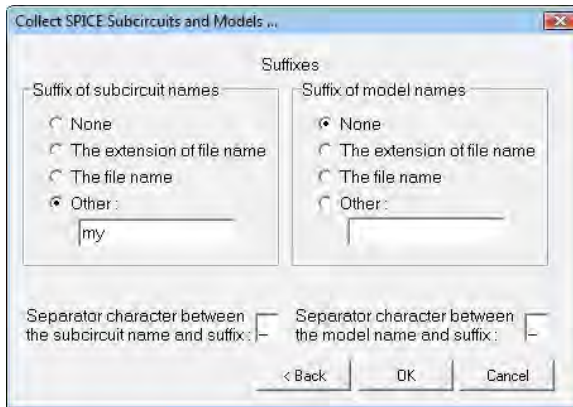 Collect SPICE Subcircuits and Models ...
Suffixes
Suffix of subcircuit names
None
The extension of file name
The file name
Other :
my
Suffix of model names
None
The extension of file name
The file name
Other :
Separator character between
the subcircuit name and suffix : _
Separator character between
the model name and suffix : _
< Back
OK
Cancel